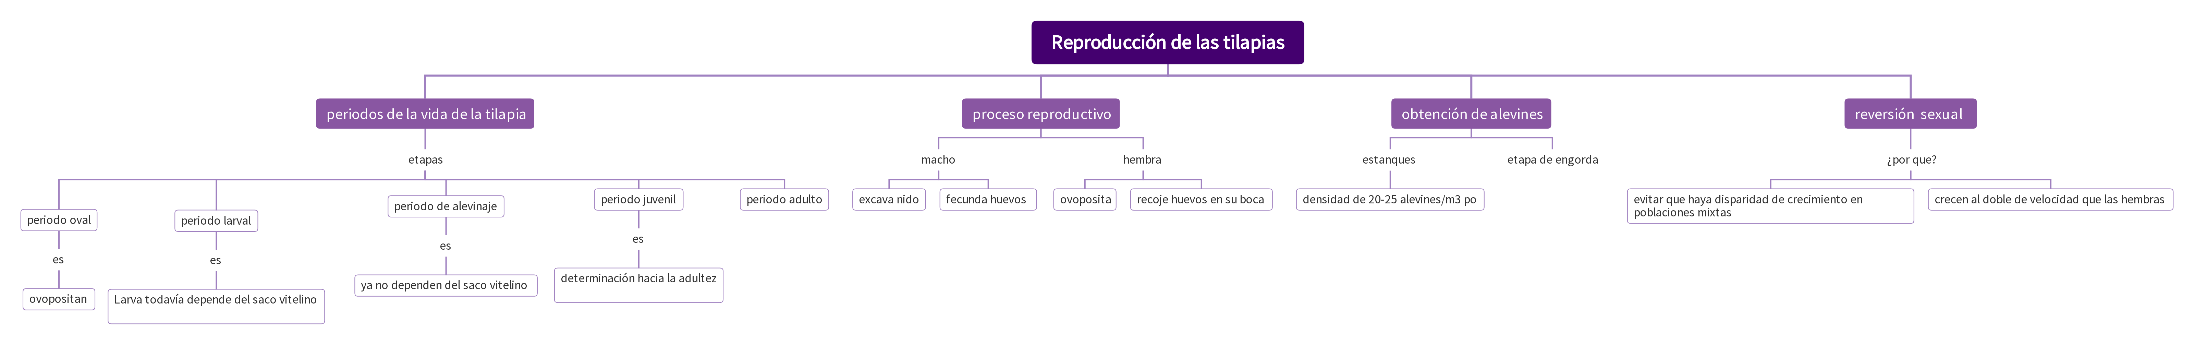 Reproducción de las tilapias
periodos de la vida de la tilapia
proceso reproductivo
obtención de alevines
reversión sexual
etapas
macho
hembra
estanques
etapa de engorda
¿por que?
periodo oval
periodo larval
periodo de alevinaje
periodo juvenil
periodo adulto
excava nido
fecunda huevos
ovoposita
recoje huevos en su boca
densidad de 20-25 alevines/m3 po
evitar que haya disparidad de crecimiento en
poblaciones mixtas
crecen al doble de velocidad que las hembras
es
es
es
es
ovopositan
Larva todavía depende del saco vitelino
ya no dependen del saco vitelino
determinación hacia la adultez